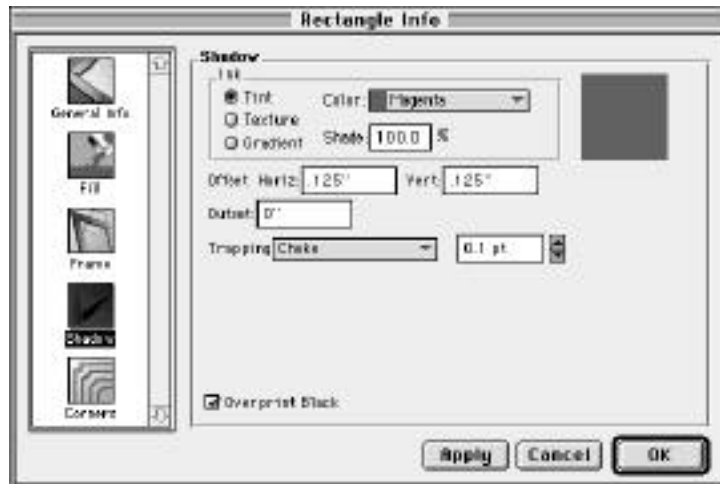 Rectangle Info
General Info
Fill
Frame
Shadow
Corners
Shadow
Ink
Tint
Texture
Gradient
Color: Magenta
Shade: 100.0 %
Offset Horiz: .125" Vert: .125"
Outset: 0"
Trapping Choke 0.1 pt
Overprint Black
Apply Cancel OK